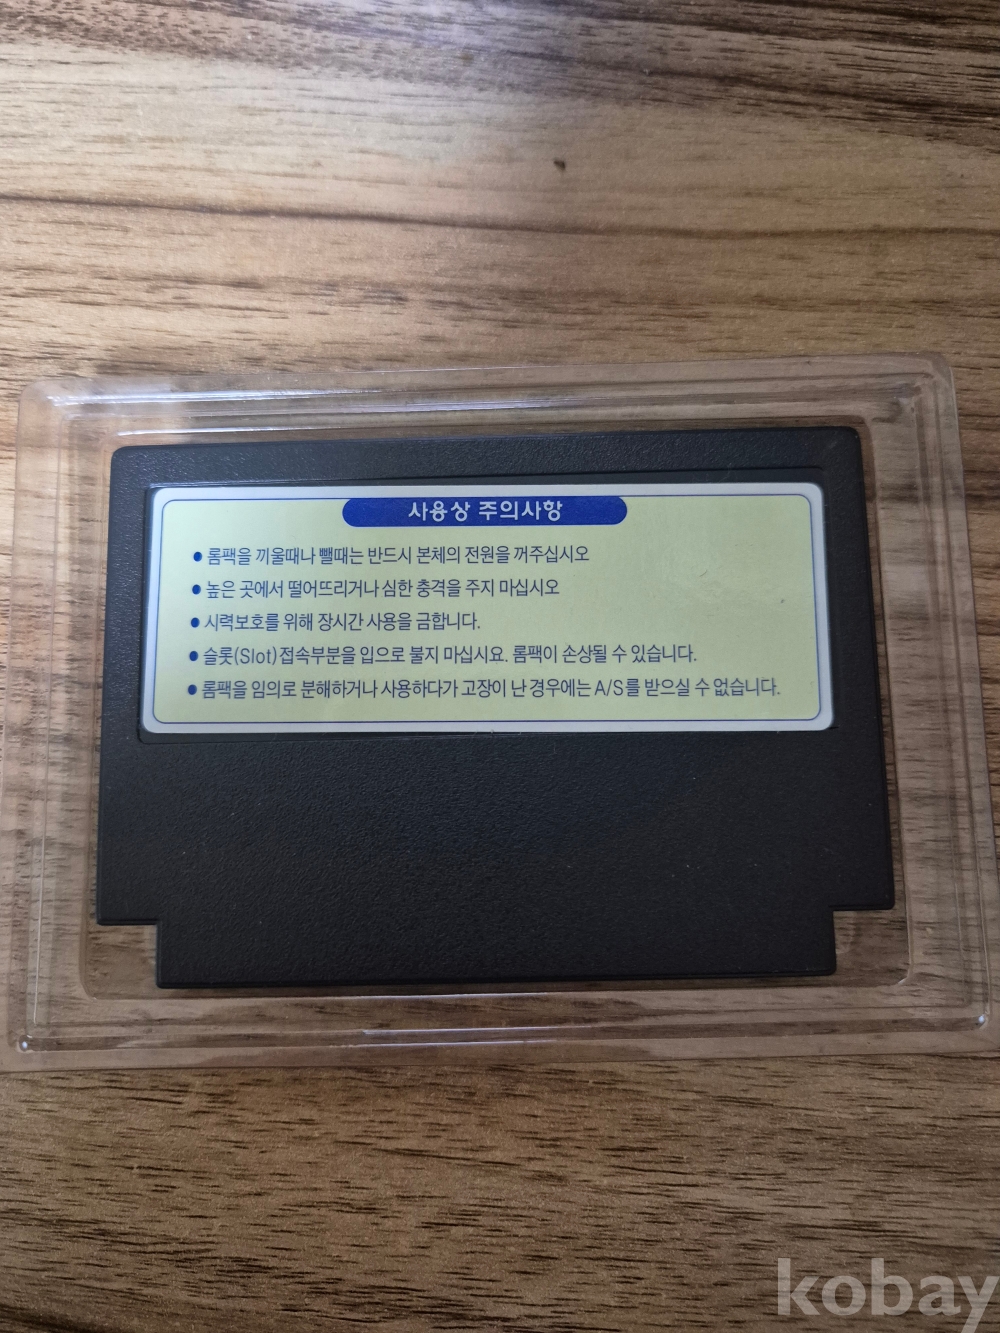 사용상 주의사항
● 롬팩을 끼울때나 뺄때는 반드시 본체의 전원을 꺼주십시오
● 높은 곳에서 떨어뜨리거나 심한 충격을 주지 마십시오
● 시력보호를 위해 장시간 사용을 금합니다.
● 슬롯(Slot)접속부분을 입으로 불지 마십시요. 롬팩이 손상될 수 있습니다.
● 롬팩을 임의로 분해하거나 사용하다가 고장이 난 경우에는 A/S를 받으실 수 없습니다.
kobay